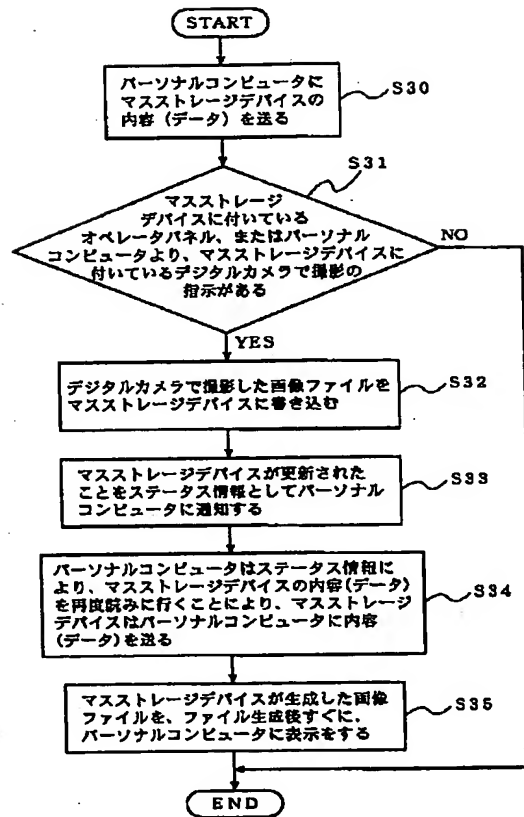 START
パーソナルコンピュータに
マスストレージデバイスの
内容（データ）を送る
S30
S31
マスストレージ
デバイスに付いている
オペレータパネル、またはパーソナル
コンピュータより、マスストレージデバイスに
付いているデジタルカメラで撮影の
指示がある
NO
YES
デジタルカメラで撮影した画像ファイルを
マスストレージデバイスに書き込む
S32
マスストレージデバイスが更新された
ことをステータス情報としてパーソナル
コンピュータに通知する
S33
パーソナルコンピュータはステータス情報に
より、マスストレージデバイスの内容(データ)
を再度読みに行くことにより、マスストレージ
デバイスはパーソナルコンピュータに内容
(データ)を送る
S34
マスストレージデバイスが生成した画像
ファイルを、ファイル生成後すぐに、
パーソナルコンピュータに表示をする
S35
END